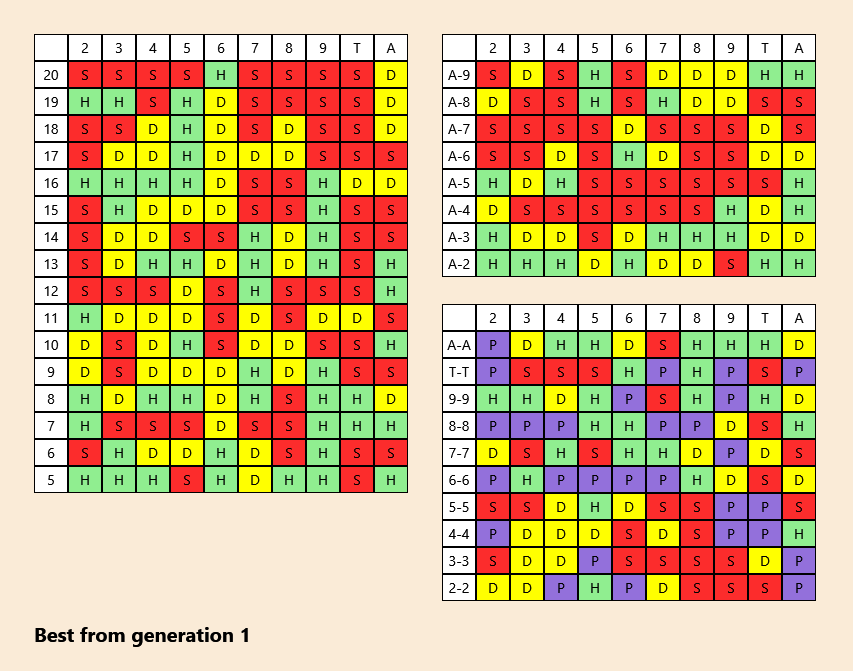 2 3 4 5 6 7 8 9 T A
20 S S S S H S S S S D
19 H H S H D S S S S D
18 S S D H D S D S S D
17 S D D H D D D S S S
16 H H H H D S S H D D
15 S H D D D S S H S S
14 S D D S S H D H S S
13 S D H H D H D H S H
12 S S S D S H S S S H
11 H D D D S D S D D S
10 D S D H S D D S S H
9 D S D D D H D H S S
8 H D H H D H S H H D
7 H S S S D S S H H H
6 S H D D H D S H S S
5 H H H S H D H H S H
2 3 4 5 6 7 8 9 T A
A-9 S D S H S D D D H H
A-8 D S S H S H D D S S
A-7 S S S S D S S S D S
A-6 S S D S H D S S D D
A-5 H D H S S S S S S H
A-4 D S S S S S S H D H
A-3 H D D S D H H H D D
A-2 H H H D H D D S H H
2 3 4 5 6 7 8 9 T A
A-A P D H H D S H H H D
T-T P S S S H P H P S P
9-9 H H D H P S H P H D
8-8 P P P H H P P D S H
7-7 D S H S H H D P D S
6-6 P H P P P P H D S D
5-5 S S D H D S S P P S
4-4 P D D D S D S P P H
3-3 S D D P S S S S D P
2-2 D D P H P D S S S P
Best from generation 1